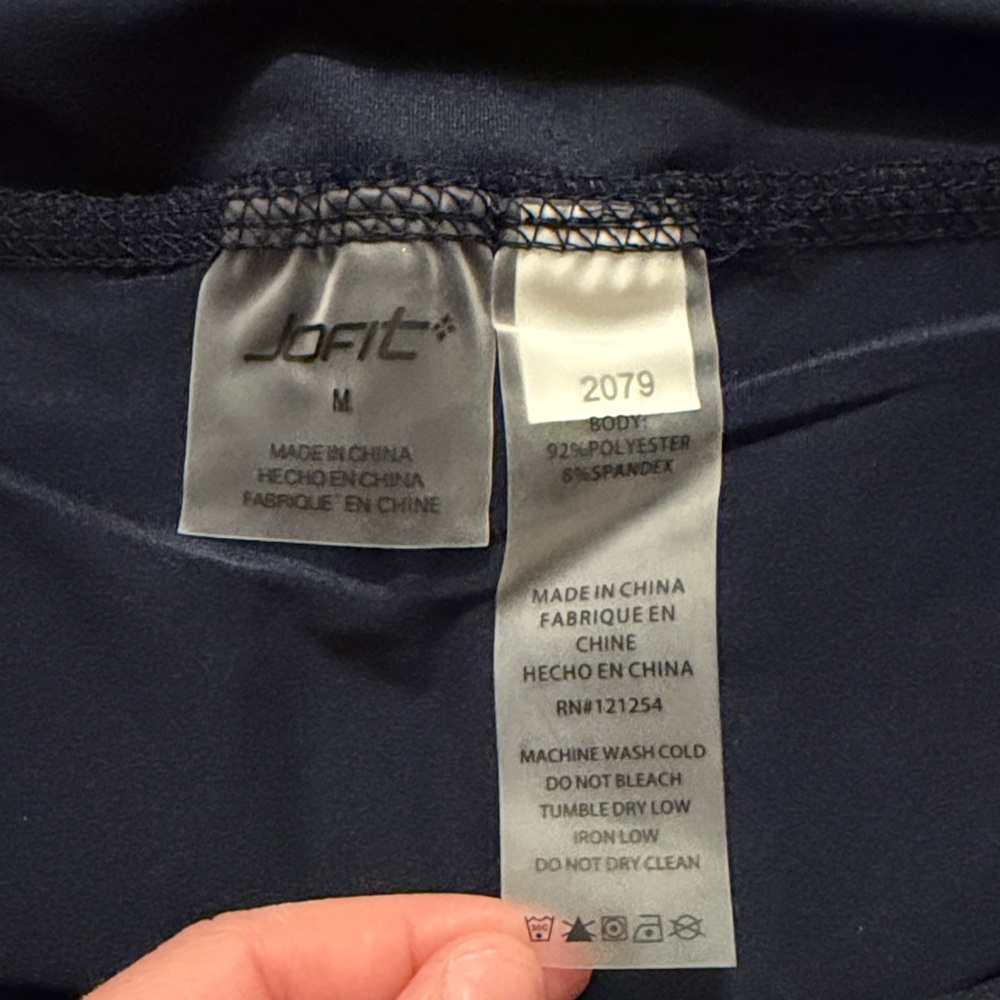 JOFIT
M
MADE IN CHINA
HECHO EN CHINA
FABRIQUE EN CHINE
2079
BODY:
92%POLYESTER
8%SPANDEX
MADE IN CHINA
FABRIQUE EN
CHINE
HECHO EN CHINA
RN#121254
MACHINE WASH COLD
DO NOT BLEACH
TUMBLE DRY LOW
IRON LOW
DO NOT DRY CLEAN
30C